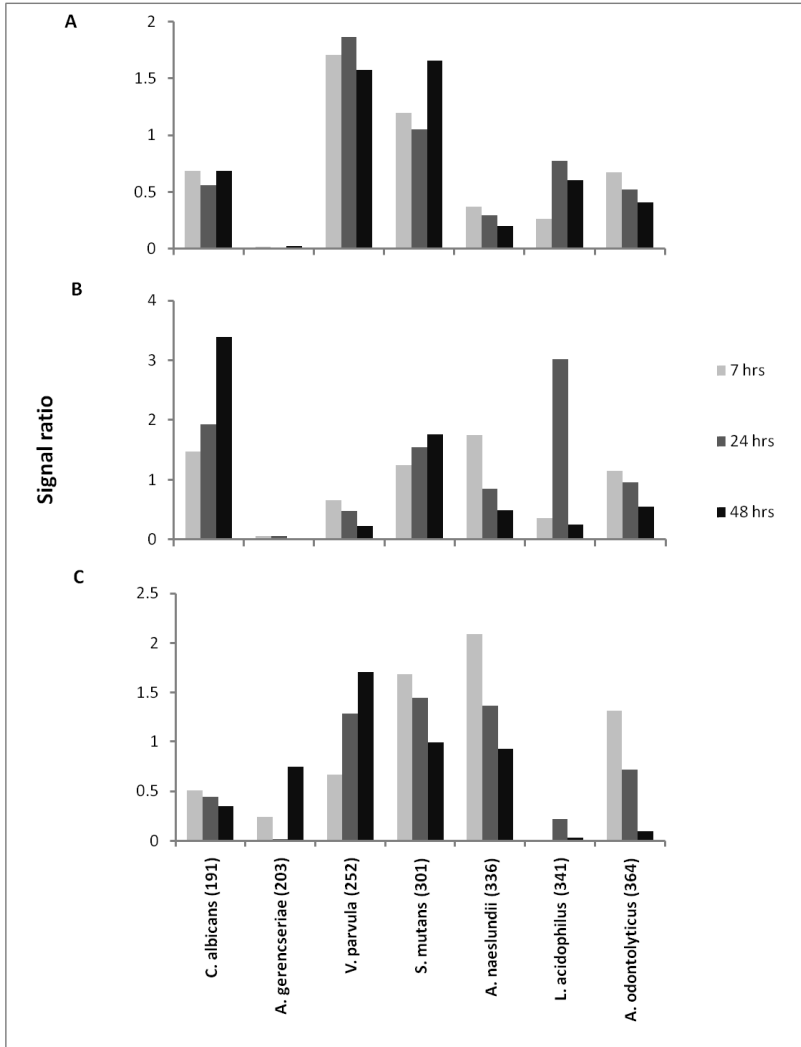 A
2
1.5
1
0.5
0
B
4
3
2
1
0
Signal ratio
7 hrs
24 hrs
48 hrs
C
2.5
2
1.5
1
0.5
0
C. albicans (191)
A. gerencseriae (203)
V. parvula (252)
S. mutans (301)
A. naeslundii (336)
L. acidophilus (341)
A. odontolyticus (364)